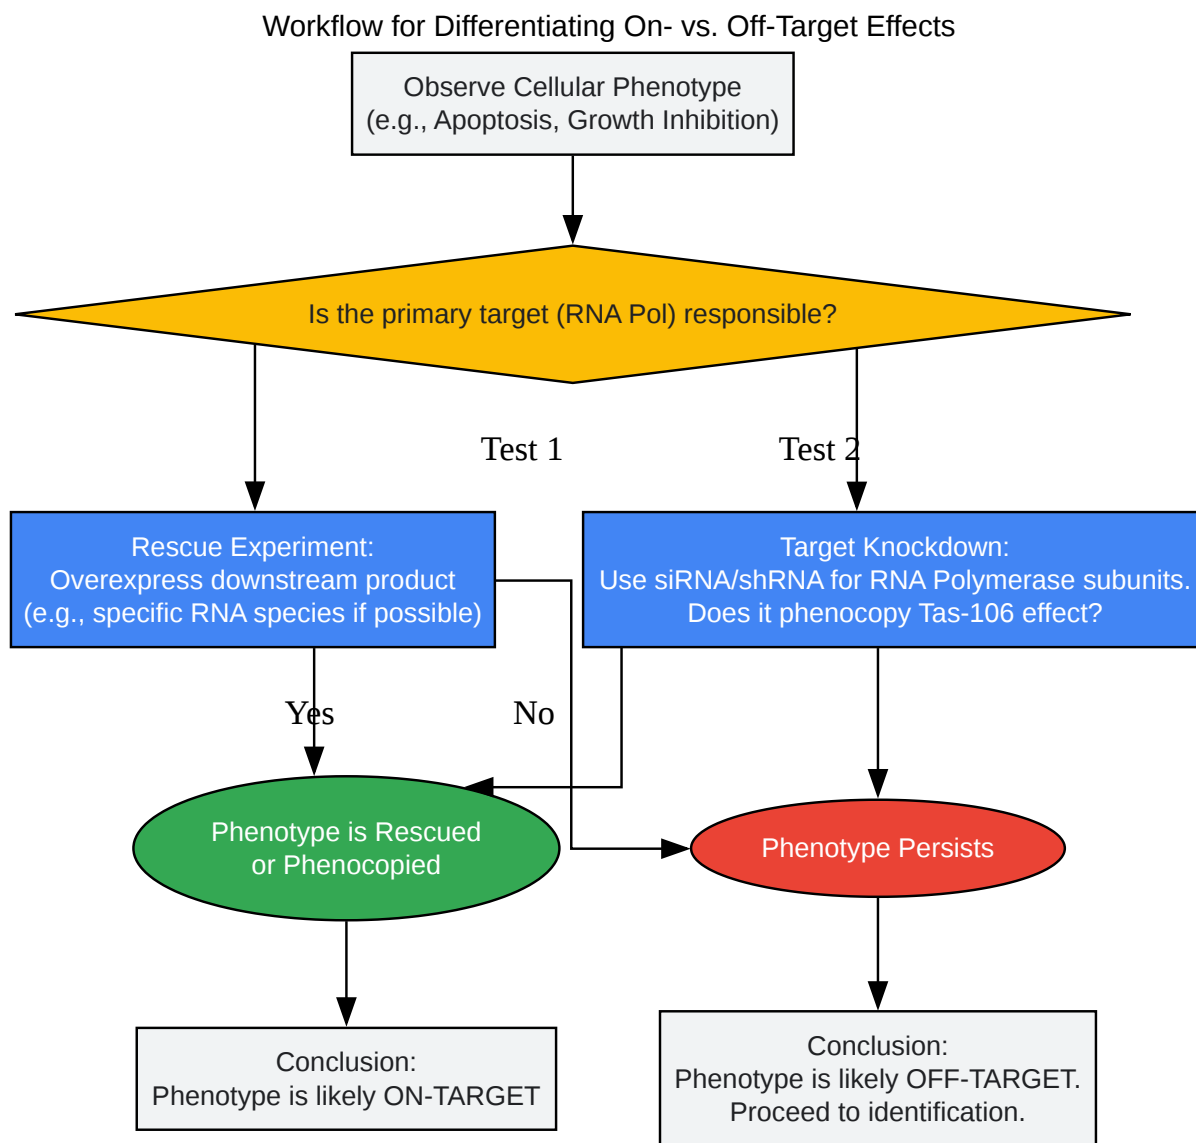 Workflow for Differentiating On- vs. Off-Target Effects
Observe Cellular Phenotype
(e.g., Apoptosis, Growth Inhibition)
Is the primary target (RNA Pol) responsible?
Test 1
Test 2
Rescue Experiment:
Overexpress downstream product
(e.g., specific RNA species if possible)
Target Knockdown:
Use siRNA/shRNA for RNA Polymerase subunits.
Does it phenocopy Tas-106 effect?
Yes
No
Phenotype is Rescued
or Phenocopied
Phenotype Persists
Conclusion:
Phenotype is likely ON-TARGET
Conclusion:
Phenotype is likely OFF-TARGET.
Proceed to identification.